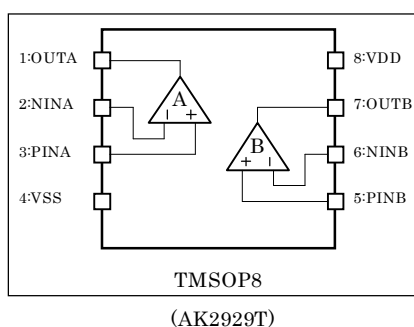 1:OUTA
2:NINA
3:PINA
4:VSS
A
− +
B
+ −
8:VDD
7:OUTB
6:NINB
5:PINB
TMSOP8
(AK2929T)